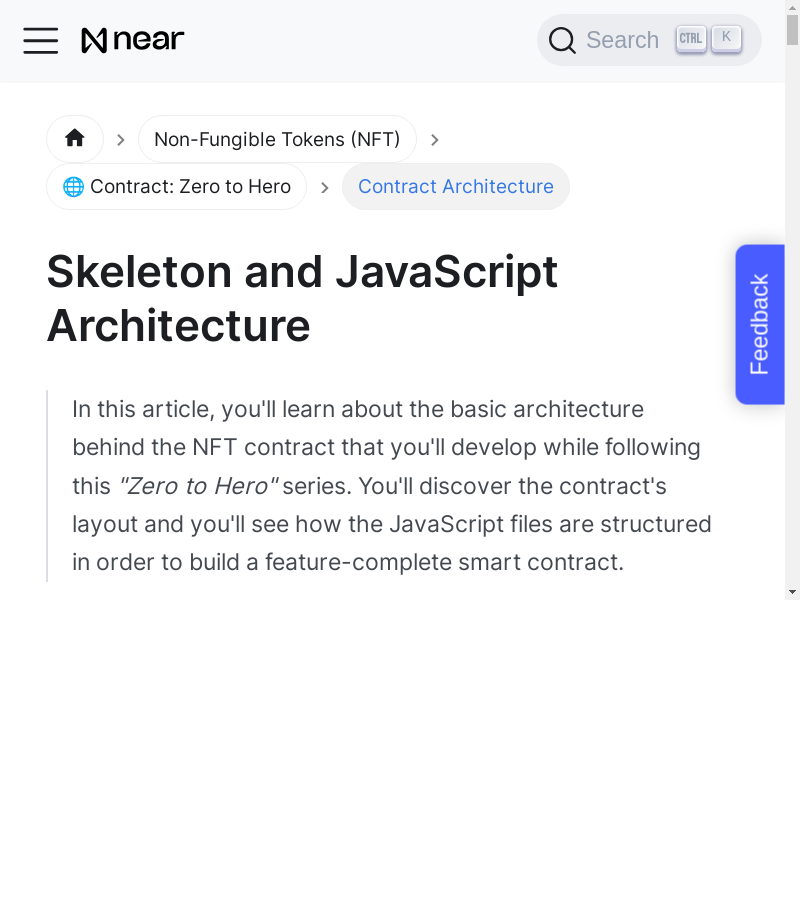 near
Search CTRL K
Non-Fungible Tokens (NFT)
Contract: Zero to Hero
Contract Architecture
Skeleton and JavaScript
Architecture
Feedback
In this article, you'll learn about the basic architecture
behind the NFT contract that you'll develop while following
this "Zero to Hero" series. You'll discover the contract's
layout and you'll see how the JavaScript files are structured
in order to build a feature-complete smart contract.